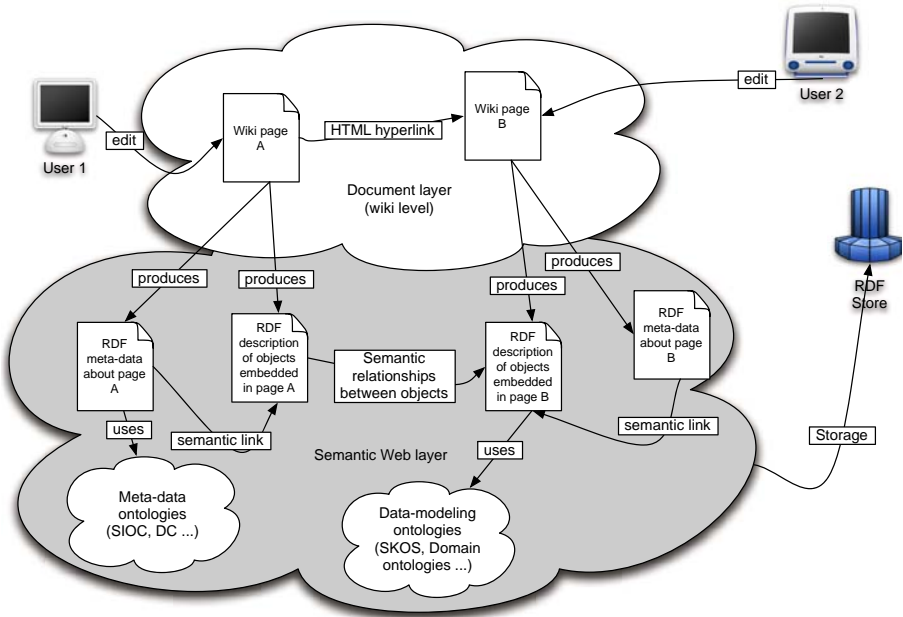 edit
User 2
Wiki page
A
HTML hyperlink
Wiki page
B
edit
User 1
Document layer
(wiki level)
produces
produces
produces
produces
RDF
Store
RDF
meta-data
about page
A
RDF
description
of objects
embedded
in page A
Semantic
relationships
between objects
RDF
description
of objects
embedded
in page B
RDF
meta-data
about page
B
uses
semantic link
uses
semantic link
Storage
Semantic Web layer
Meta-data
ontologies
(SIOC, DC ...)
Data-modeling
ontologies
(SKOS, Domain
ontologies ...)